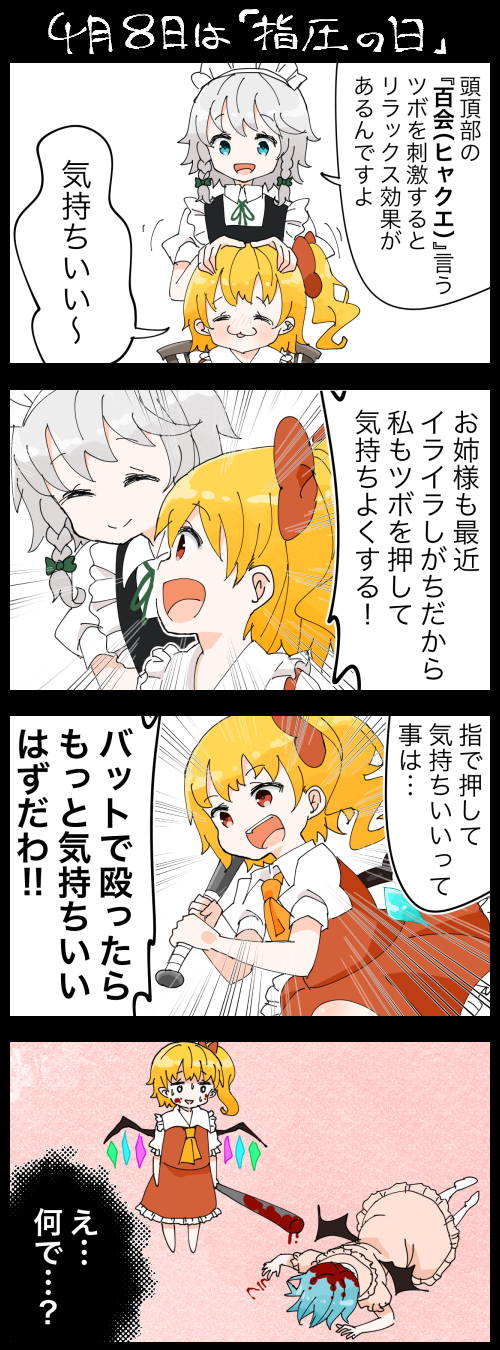 4月8日は「指圧の日」
頭頂部の
『百会(ヒャクエ)』言う
ツボを刺激すると
リラックス効果が
あるんですよ
気持ちいい～
お姉様も最近
イライラしがちだから
私もツボを押して
気持ちよくする！
指で押して
気持ちいいって
事は…
バットで殴ったら
もっと気持ちいい
はずだわ!!
え…
何で…?